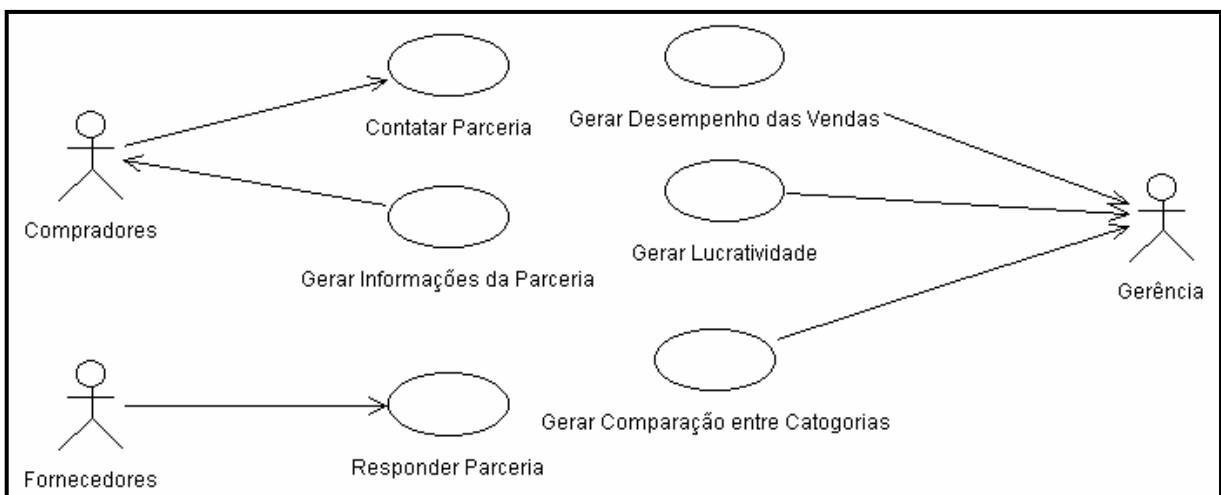 Contatar Parceria
Gerar Desempenho das Vendas
Compradores
Gerar Informações da Parceria
Gerar Lucratividade
Gerência
Gerar Comparação entre Catogorias
Responder Parceria
Fornecedores